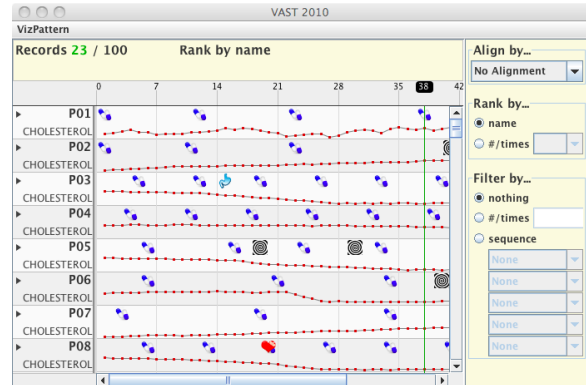 VAST 2010
VizPattern
Records 23 / 100 Rank by name
0 7 14 21 28 35 38 42
P01
CHOLESTEROL
P02
CHOLESTEROL
P03
CHOLESTEROL
P04
CHOLESTEROL
P05
CHOLESTEROL
P06
CHOLESTEROL
P07
CHOLESTEROL
P08
CHOLESTEROL
Align by...
No Alignment
Rank by...
name
#/times
Filter by...
nothing
#/times
sequence
None
None
None
None
None